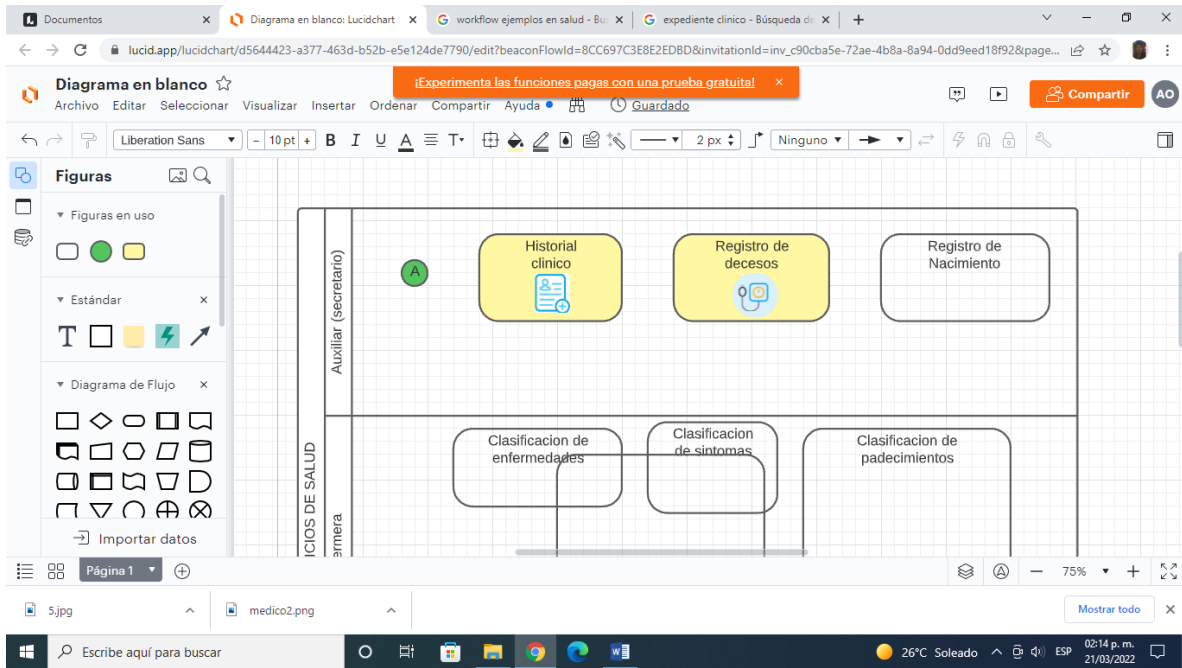 Documentos
Diagrama en blanco: Lucidchart
workflow ejemplos en salud - Bus
expediente clinico - Búsqueda de
lucid.app/lucidchart/d5644423-a377-463d-b52b-e5e124de7790/edit?beaconFlowId=8CC697C3E8E2EDBD&invitationId=inv_c90cba5e-72ae-4b8a-8a94-0dd9eed18f92&page...
Diagrama en blanco
¡Experimenta las funciones pagas con una prueba gratuita!
Archivo Editar Seleccionar Visualizar Insertar Ordenar Compartir Ayuda Guardado
Compartir
AO
Liberation Sans
10 pt
B I U A T
2 px
Ninguno
Figuras
Figuras en uso
Estándar
T
Diagrama de Flujo
Importar datos
ICIOS DE SALUD
Auxiliar (secretario)
A
Historial
clinico
Registro de
decesos
Registro de
Nacimiento
ermera
Clasificacion de
enfermedades
Clasificacion
de sintomas
Clasificacion de
padecimientos
Página 1
75%
5.jpg
medico2.png
Mostrar todo
Escribe aquí para buscar
26°C Soleado
ESP
02:14 p. m.
21/03/2022